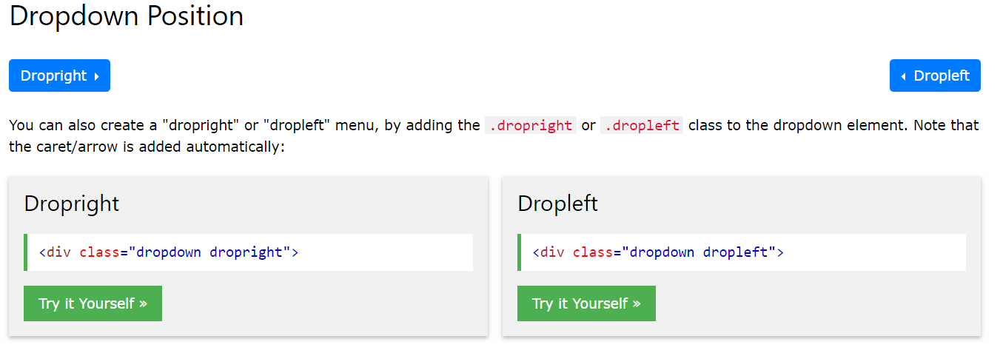 Dropdown Position
Dropright
Dropleft
You can also create a "dropright" or "dropleft" menu, by adding the .dropright or .dropleft class to the dropdown element. Note that
the caret/arrow is added automatically:
Dropright
<div class="dropdown dropright">
Try it Yourself »
Dropleft
<div class="dropdown dropleft">
Try it Yourself »